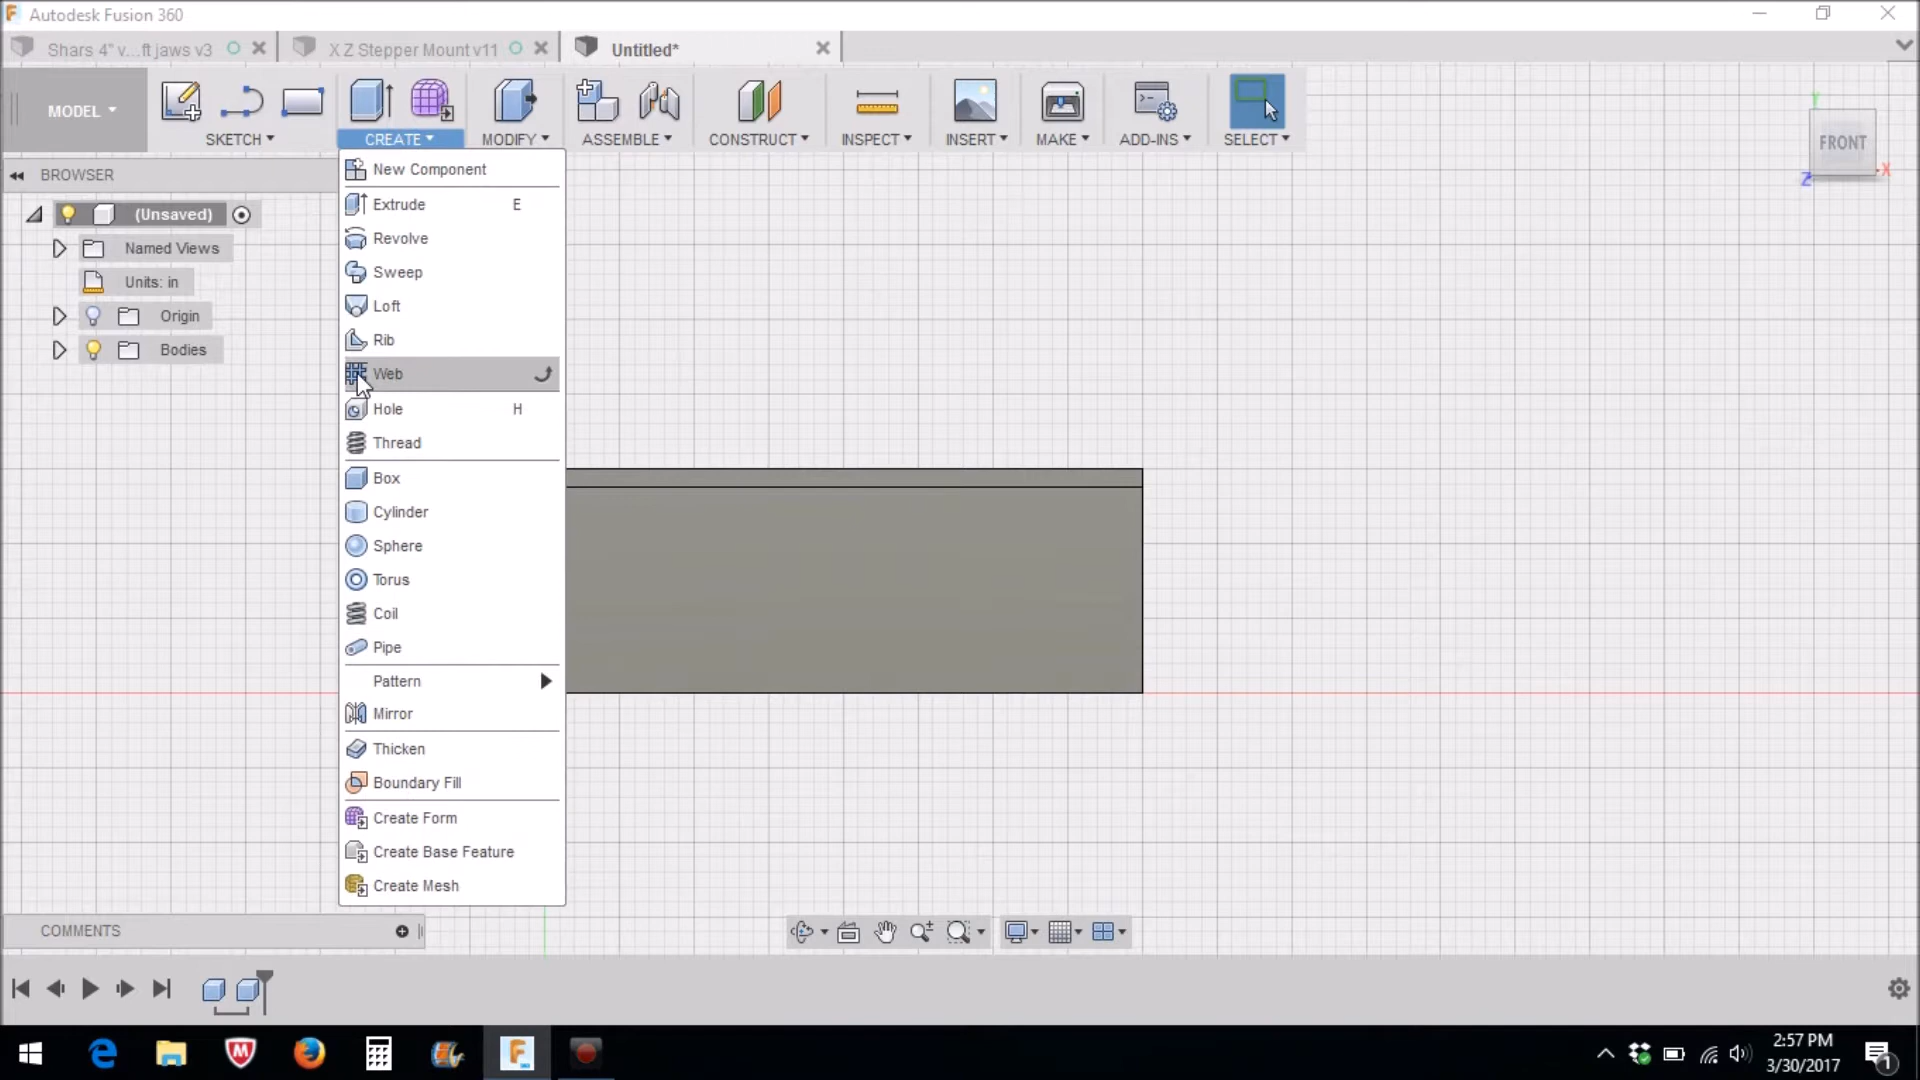 Autodesk Fusion 360
Shars 4" v...ft jaws v3
X Z Stepper Mount v11
Untitled*
MODEL
SKETCH
CREATE
MODIFY
ASSEMBLE
CONSTRUCT
INSPECT
INSERT
MAKE
ADD-INS
SELECT
Y
FRONT
X
Z
BROWSER
(Unsaved)
Named Views
Units: in
Origin
Bodies
New Component
Extrude E
Revolve
Sweep
Loft
Rib
Web
Hole H
Thread
Box
Cylinder
Sphere
Torus
Coil
Pipe
Pattern
Mirror
Thicken
Boundary Fill
Create Form
Create Base Feature
Create Mesh
COMMENTS
2:57 PM
3/30/2017
1